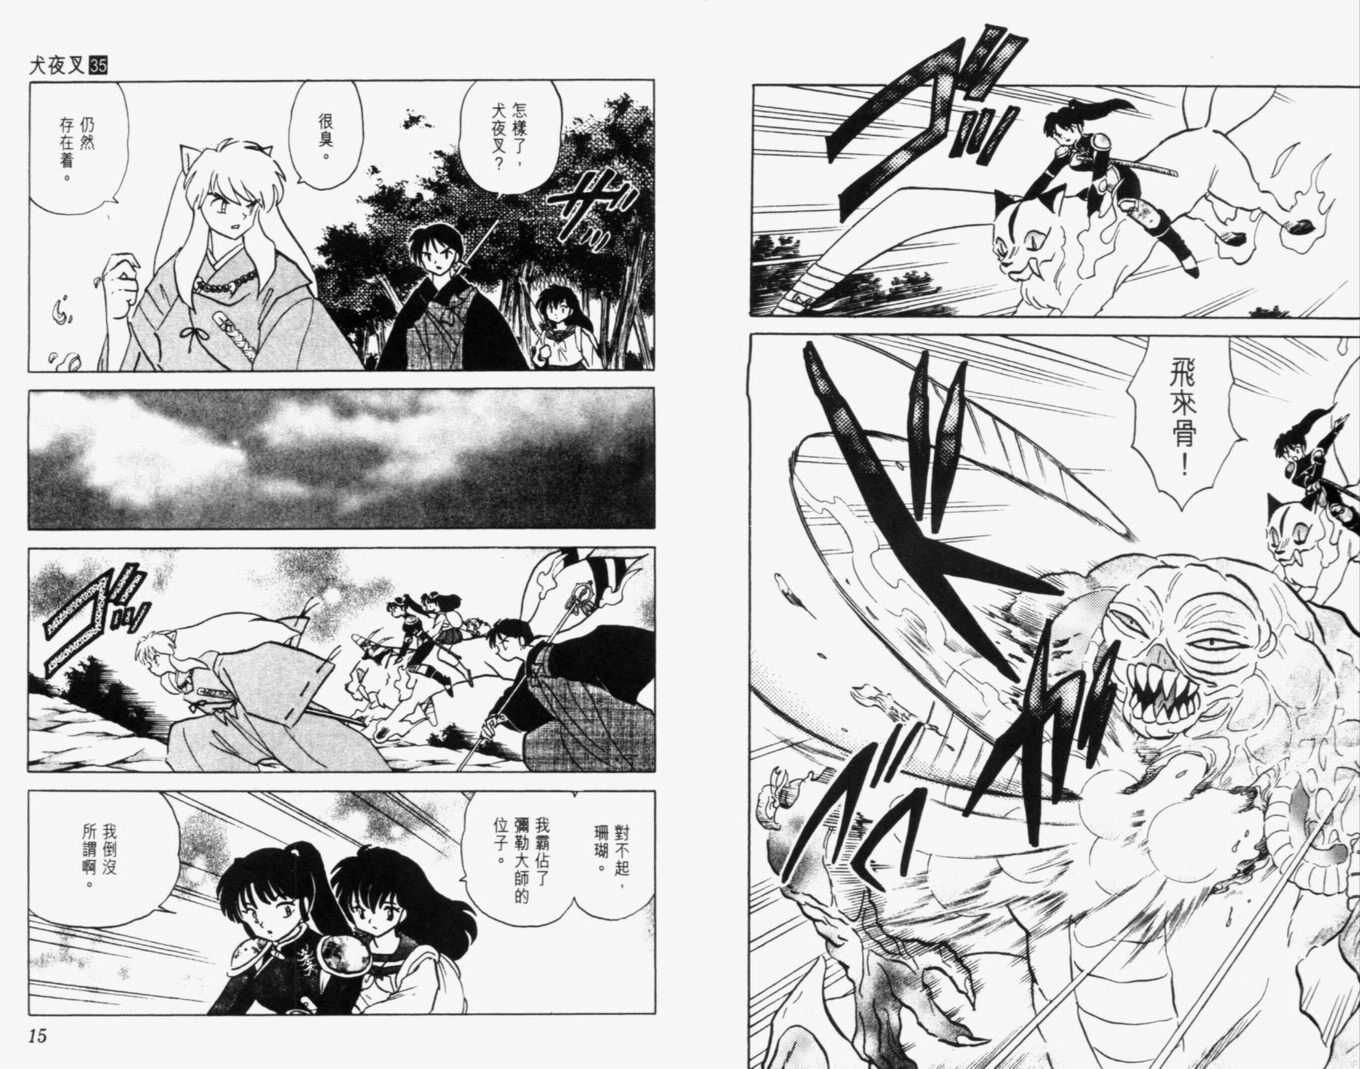 飛來骨！
犬夜叉35
怎樣了，
犬夜叉？
很臭。
仍然
存在着。
對不起，
珊瑚。
我霸佔了
彌勒大師的
位子。
我倒沒
所謂啊。
15